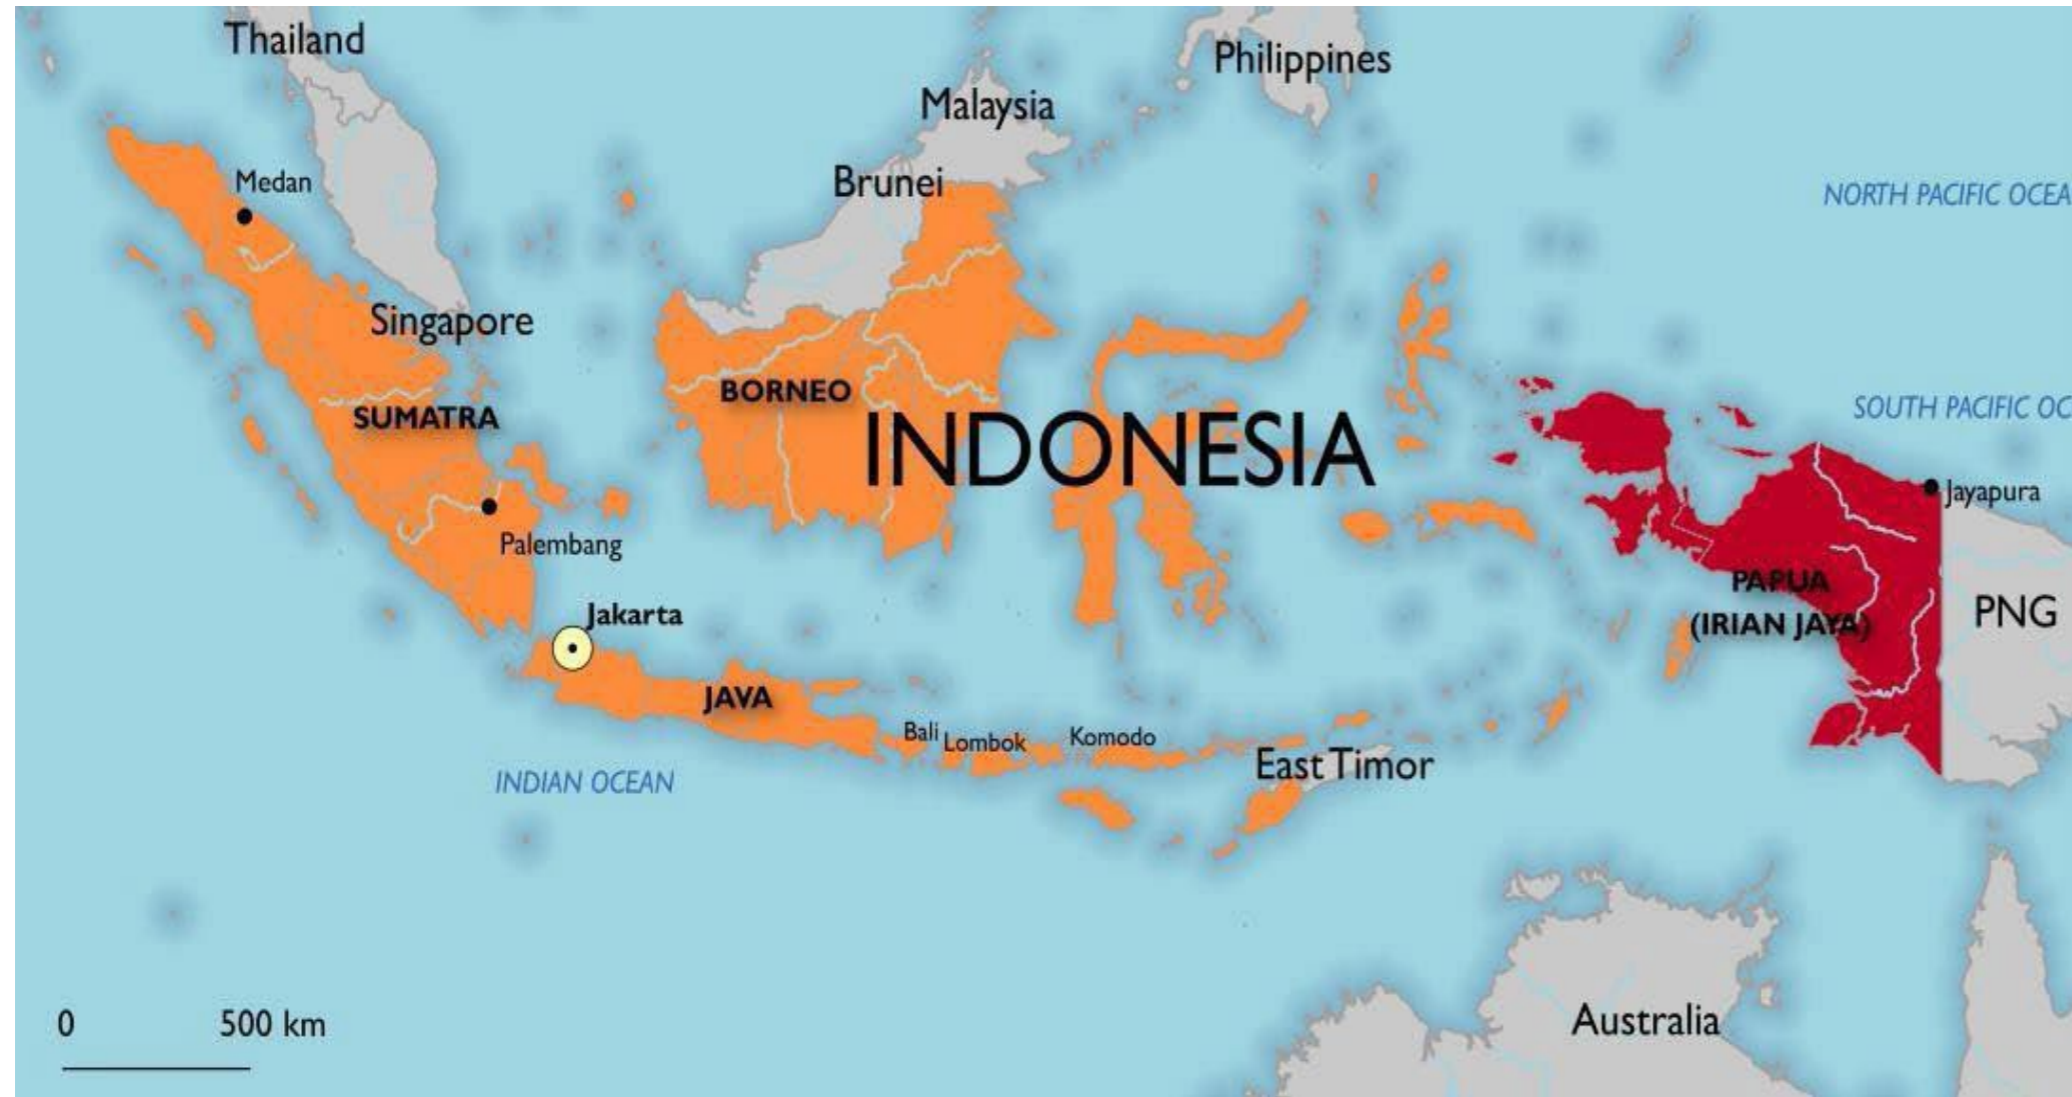 Thailand
Philippines
Malaysia
Medan
Brunei
NORTH PACIFIC OCEA
Singapore
BORNEO
SUMATRA
SOUTH PACIFIC OC
INDONESIA
Jayapura
Palembang
PAPUA
(IRIAN JAYA)
PNG
Jakarta
JAVA
Bali
Lombok
Komodo
East Timor
INDIAN OCEAN
Australia
0 500 km